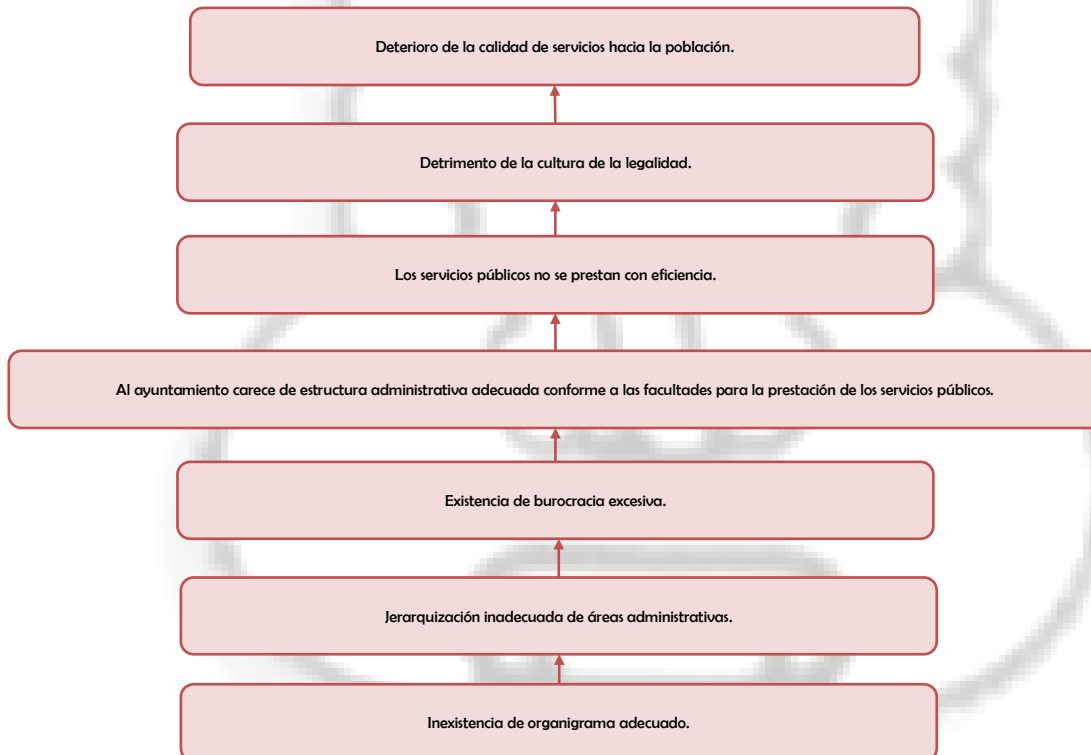 Deterioro de la calidad de servicios hacia la población.
Detrimento de la cultura de la legalidad.
Los servicios públicos no se prestan con eficiencia.
Al ayuntamiento carece de estructura administrativa adecuada conforme a las facultades para la prestación de los servicios públicos.
Existencia de burocracia excesiva.
Jerarquización inadecuada de áreas administrativas.
Inexistencia de organigrama adecuado.